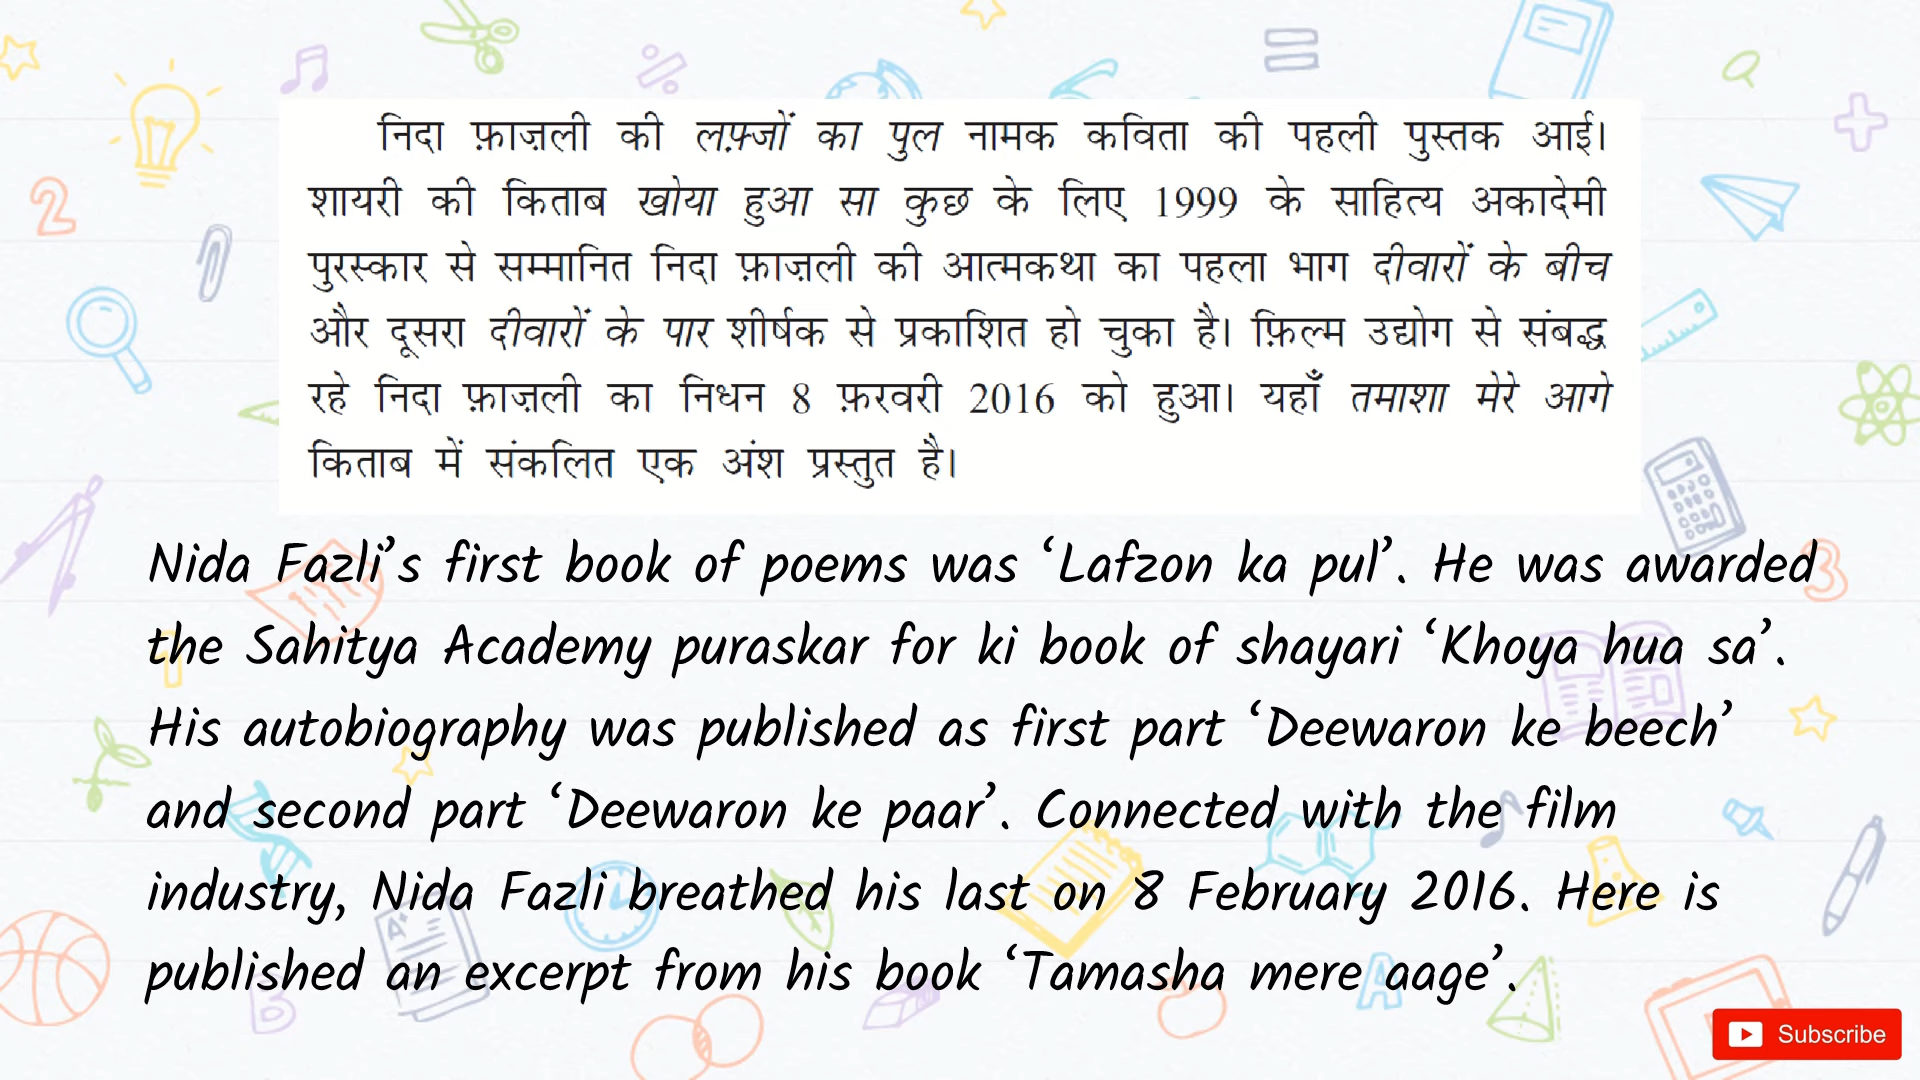 निदा फ़ाज़ली की लफ़्जों का पुल नामक कविता की पहली पुस्तक आई।
शायरी की किताब खोया हुआ सा कुछ के लिए 1999 के साहित्य अकादेमी
पुरस्कार से सम्मानित निदा फ़ाज़ली की आत्मकथा का पहला भाग दीवारों के बीच
और दूसरा दीवारों के पार शीर्षक से प्रकाशित हो चुका है। फ़िल्म उद्योग से संबद्ध
रहे निदा फ़ाज़ली का निधन 8 फ़रवरी 2016 को हुआ। यहाँ तमाशा मेरे आगे
किताब में संकलित एक अंश प्रस्तुत है।
Nida Fazli’s first book of poems was ‘Lafzon ka pul’. He was awarded
the Sahitya Academy puraskar for ki book of shayari ‘Khoya hua sa’.
His autobiography was published as first part ‘Deewaron ke beech’
and second part ‘Deewaron ke paar’. Connected with the film
industry, Nida Fazli breathed his last on 8 February 2016. Here is
published an excerpt from his book ‘Tamasha mere aage’.
Subscribe